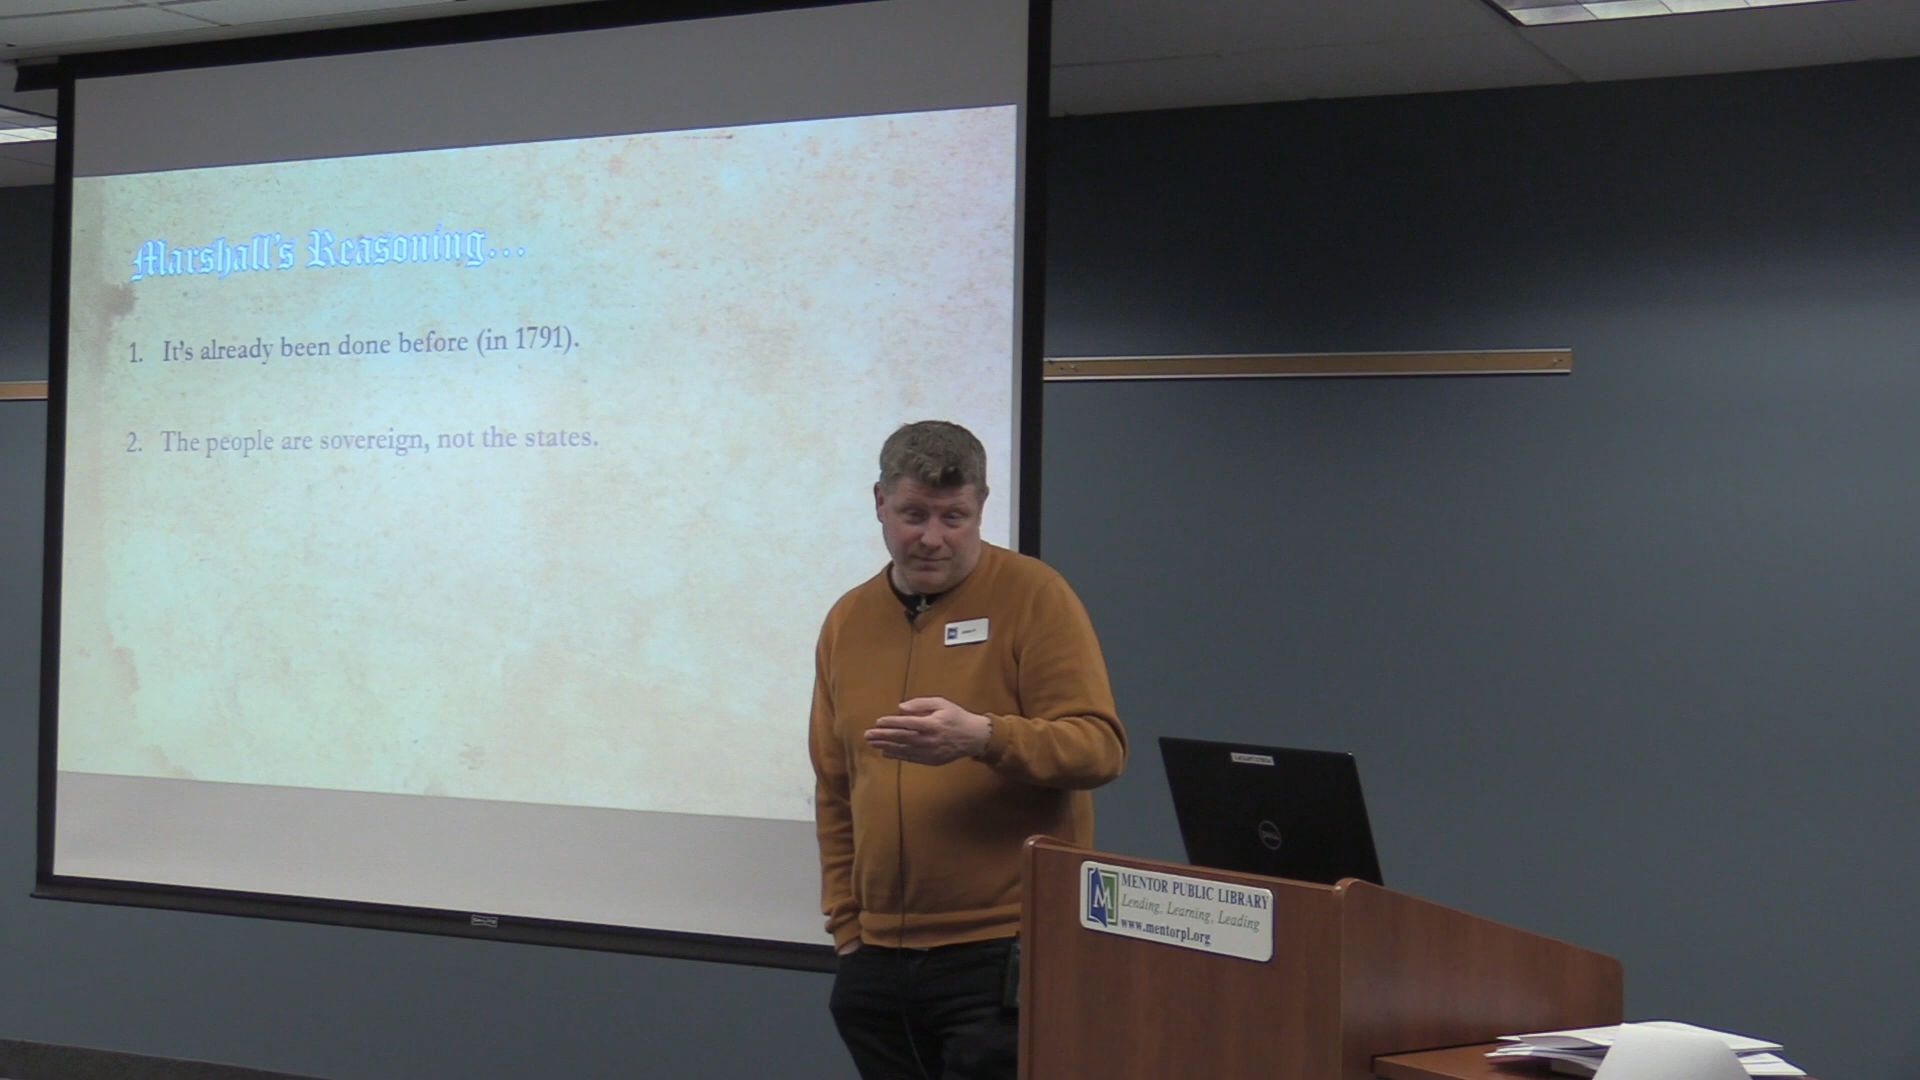 Marshall's Reasoning...
1. It's already been done before (in 1791).
2. The people are sovereign, not the states.
MENTOR PUBLIC LIBRARY
Lending, Learning, Leading
www.mentorpl.org
DELL